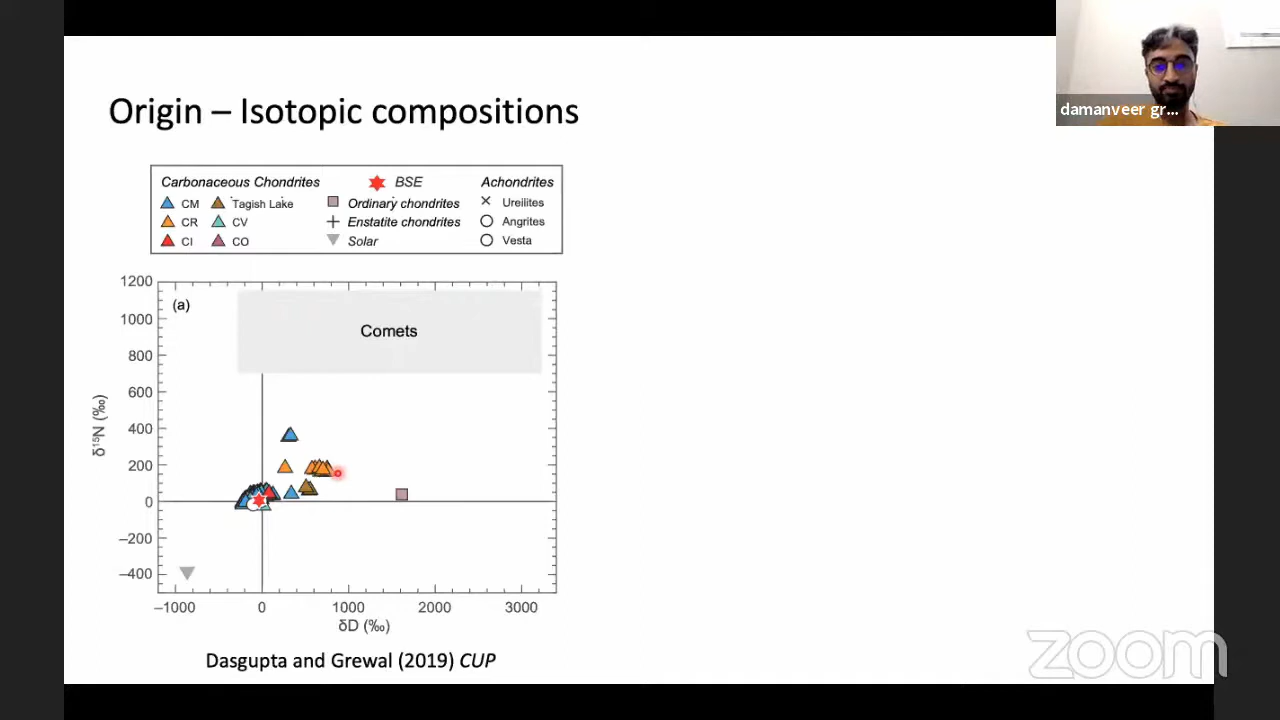 Origin – Isotopic compositions
damanveer gr...
Carbonaceous Chondrites BSE Achondrites
CM Tagish Lake Ordinary chondrites Ureilites
CR CV Enstatite chondrites Angrites
CI CO Solar Vesta
1200
(a)
1000
Comets
800
600
400
200
0
–200
–400
δ¹⁵N (‰)
–1000 0 1000 2000 3000
δD (‰)
Dasgupta and Grewal (2019) CUP
zoom